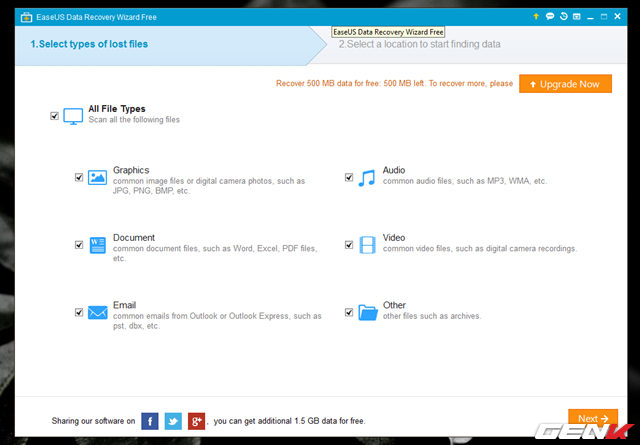 EaseUS Data Recovery Wizard Free
EaseUS Data Recovery Wizard Free
1.Select types of lost files
2.Select a location to start finding data
Recover 500 MB data for free: 500 MB left. To recover more, please
Upgrade Now
All File Types
Scan all the following files
Graphics
common image files or digital camera photos, such as
JPG, PNG, BMP, etc.
Audio
common audio files, such as MP3, WMA, etc.
Document
common document files, such as Word, Excel, PDF files,
etc.
Video
common video files, such as digital camera recordings.
Email
common emails from Outlook or Outlook Express, such as
pst, dbx, etc.
Other
other files such as archives.
Sharing our software on f g+, you can get additional 1.5 GB data for free.
Next
GENK